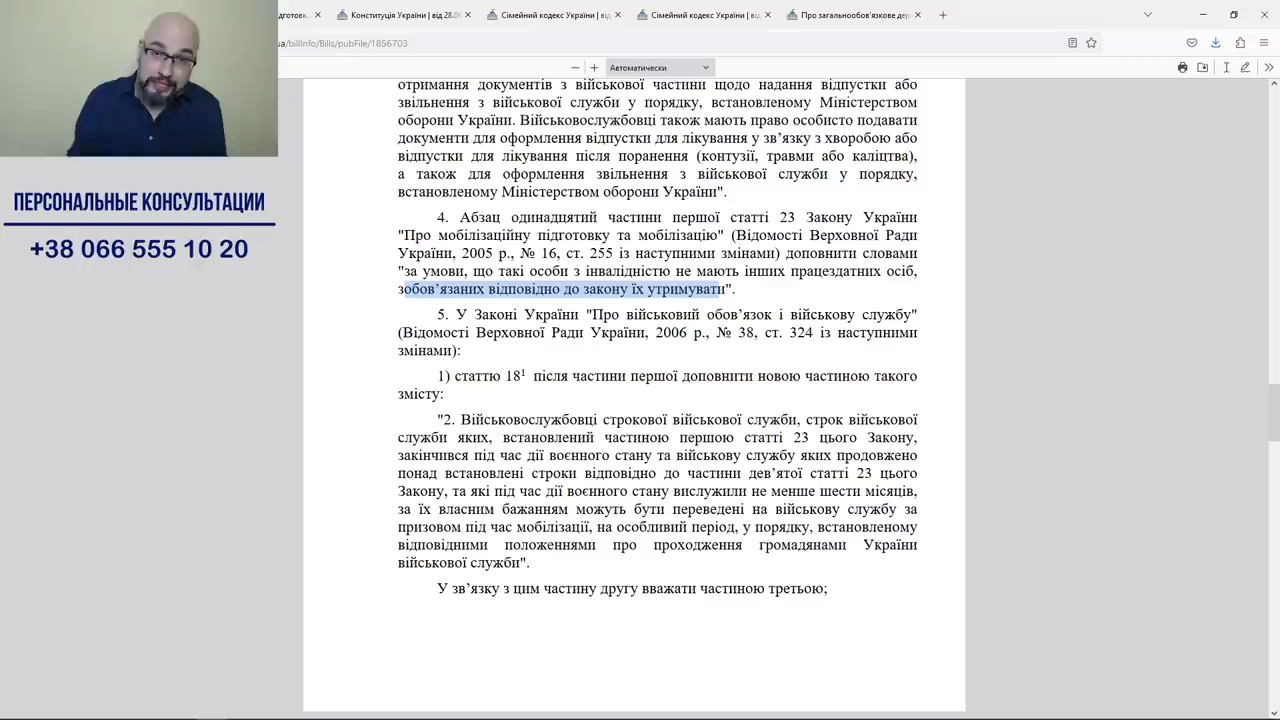 дготовк.
Конституція України | від 28.0
Сімейний кодекс України | від
Сімейний кодекс України | від
Про загальнообов'язкове дер
ua/billInfo/Bills/pubFile/1856703
Автоматически
ПЕРСОНАЛЬНЫЕ КОНСУЛЬТАЦИИ
+38 066 555 10 20
отримання документів з військової частини щодо надання відпустки або
звільнення з військової служби у порядку, встановленому Міністерством
оборони України. Військовослужбовці також мають право особисто подавати
документи для оформлення відпустки для лікування у зв’язку з хворобою або
відпустки для лікування після поранення (контузії, травми або каліцтва),
а також для оформлення звільнення з військової служби у порядку,
встановленому Міністерством оборони України".
4. Абзац одинадцятий частини першої статті 23 Закону України
"Про мобілізаційну підготовку та мобілізацію" (Відомості Верховної Ради
України, 2005 р., № 16, ст. 255 із наступними змінами) доповнити словами
"за умови, що такі особи з інвалідністю не мають інших працездатних осіб,
зобов’язаних відповідно до закону їх утримувати".
5. У Законі України "Про військовий обов’язок і військову службу"
(Відомості Верховної Ради України, 2006 р., № 38, ст. 324 із наступними
змінами):
1) статтю 18¹ після частини першої доповнити новою частиною такого
змісту:
"2. Військовослужбовці строкової військової служби, строк військової
служби яких, встановлений частиною першою статті 23 цього Закону,
закінчився під час дії воєнного стану та військову службу яких продовжено
понад встановлені строки відповідно до частини дев’ятої статті 23 цього
Закону, та які під час дії воєнного стану вислужили не менше шести місяців,
за їх власним бажанням можуть бути переведені на військову службу за
призовом під час мобілізації, на особливий період, у порядку, встановленому
відповідними положеннями про проходження громадянами України
військової служби".
У зв’язку з цим частину другу вважати частиною третьою;